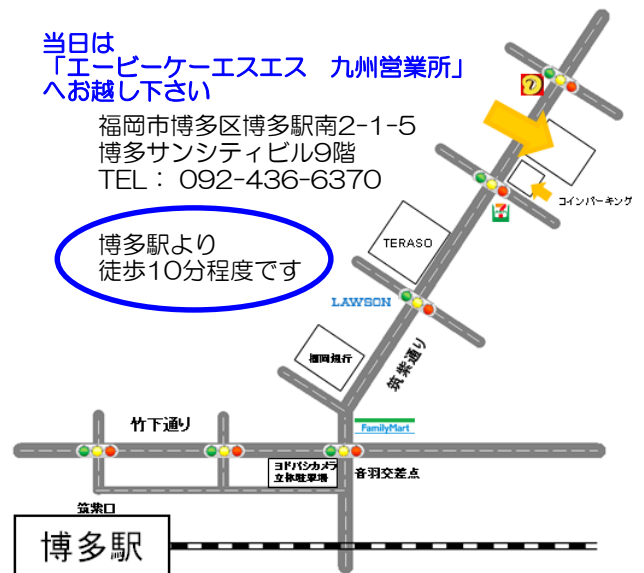 当日は
「エービーケーエスエス　九州営業所」
へお越し下さい
福岡市博多区博多駅南2-1-5
博多サンシティビル9階
TEL： 092-436-6370
博多駅より
徒歩10分程度です
コインパーキング
TERASO
LAWSON
福岡銀行
筑紫通り
FamilyMart
竹下通り
ヨドバシカメラ
立体駐車場
音羽交差点
筑紫口
博多駅